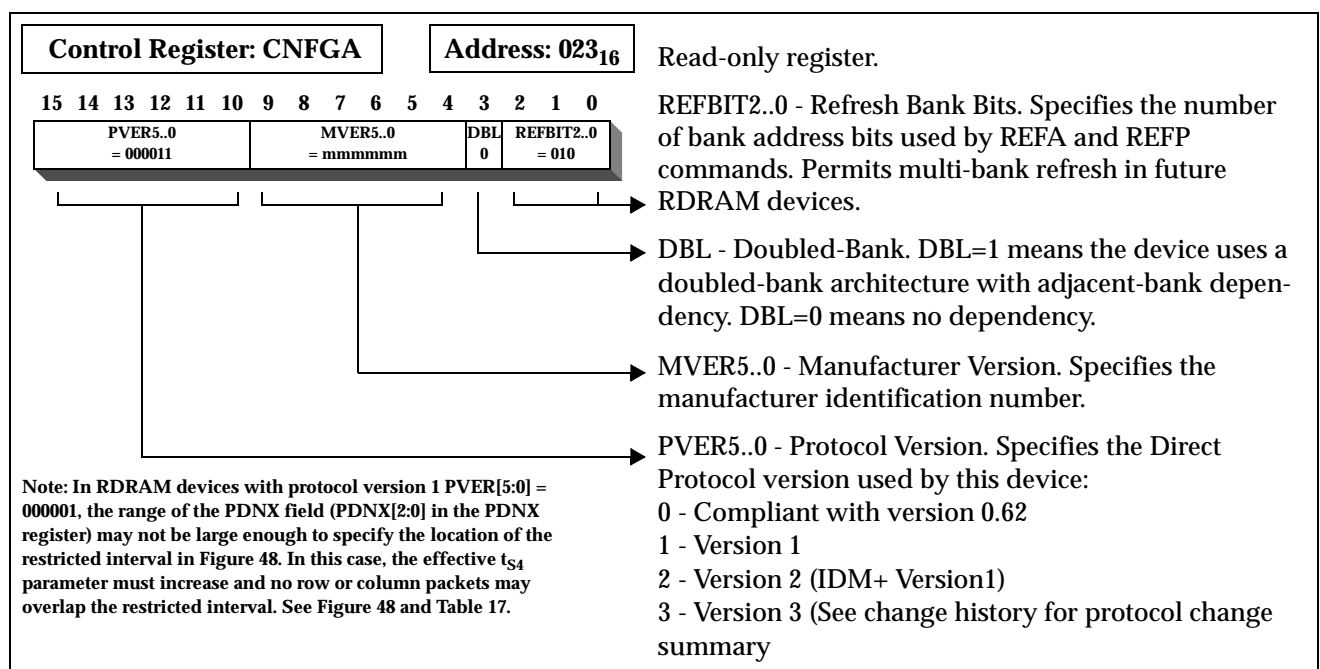 Control Register: CNFGA
Address: 023₁₆
15 14 13 12 11 10 9 8 7 6 5 4 3 2 1 0
PVER5..0 MVER5..0 DBL REFBIT2..0
= 000011 = mmmmmm 0 = 010
Read-only register.
REFBIT2..0 - Refresh Bank Bits. Specifies the number
of bank address bits used by REFA and REFP
commands. Permits multi-bank refresh in future
RDRAM devices.
DBL - Doubled-Bank. DBL=1 means the device uses a
doubled-bank architecture with adjacent-bank depen-
dency. DBL=0 means no dependency.
MVER5..0 - Manufacturer Version. Specifies the
manufacturer identification number.
PVER5..0 - Protocol Version. Specifies the Direct
Protocol version used by this device:
0 - Compliant with version 0.62
1 - Version 1
2 - Version 2 (IDM+ Version1)
3 - Version 3 (See change history for protocol change
summary
Note: In RDRAM devices with protocol version 1 PVER[5:0] =
000001, the range of the PDNX field (PDNX[2:0] in the PDNX
register) may not be large enough to specify the location of the
restricted interval in Figure 48. In this case, the effective tS4
parameter must increase and no row or column packets may
overlap the restricted interval. See Figure 48 and Table 17.